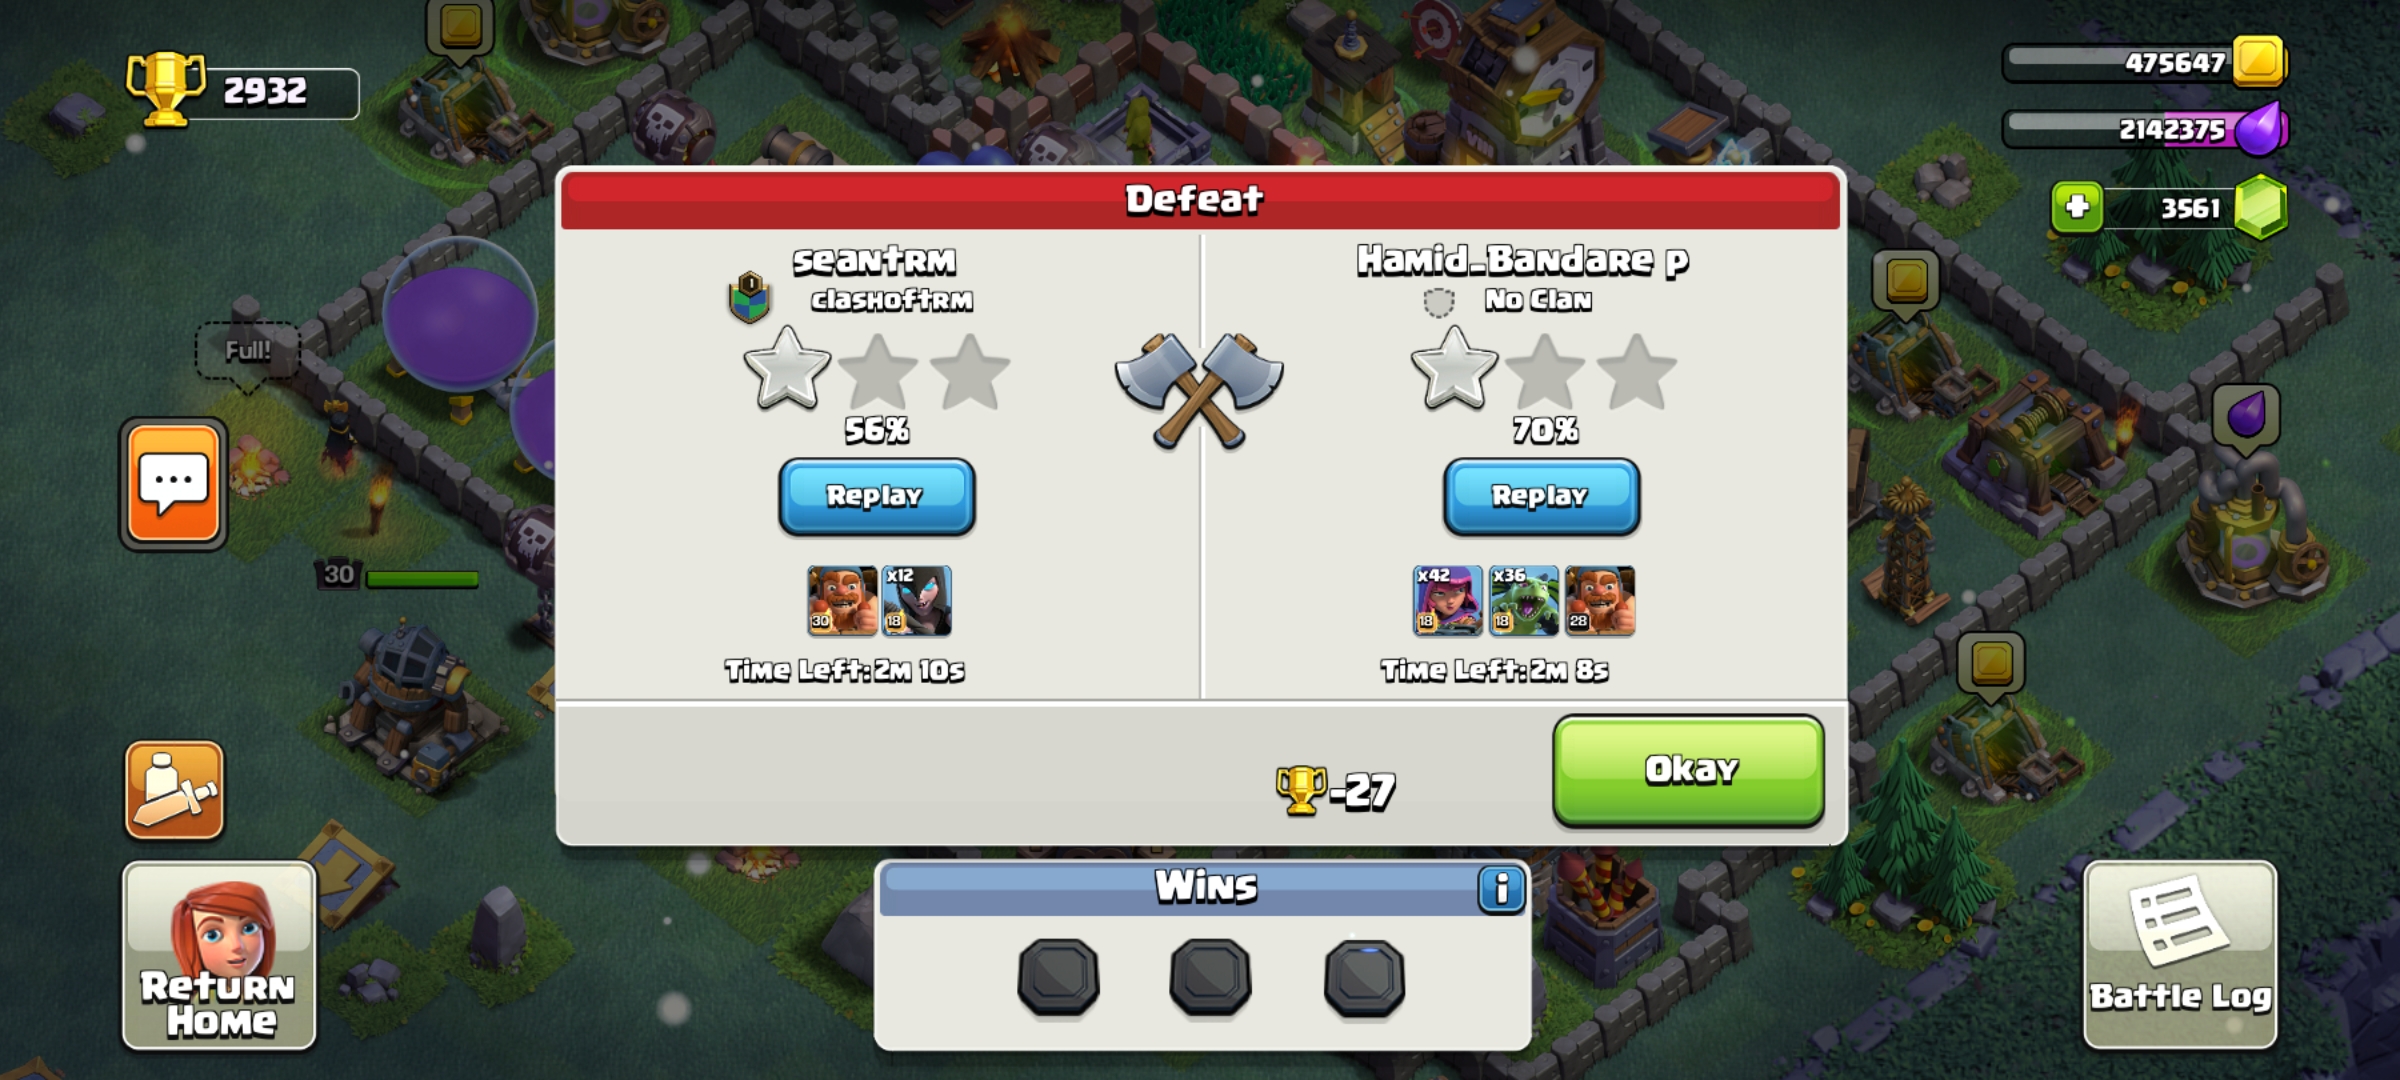 2932
475647
2142375
3561
Full!
30
Defeat
seantrm
clashoftrm
56%
Replay
30
x12
18
Time Left:2m 10s
Hamid_Bandare p
No Clan
70%
Replay
x42
18
x36
18
28
Time Left:2m 8s
-27
Okay
Wins
i
Return
Home
Battle Log